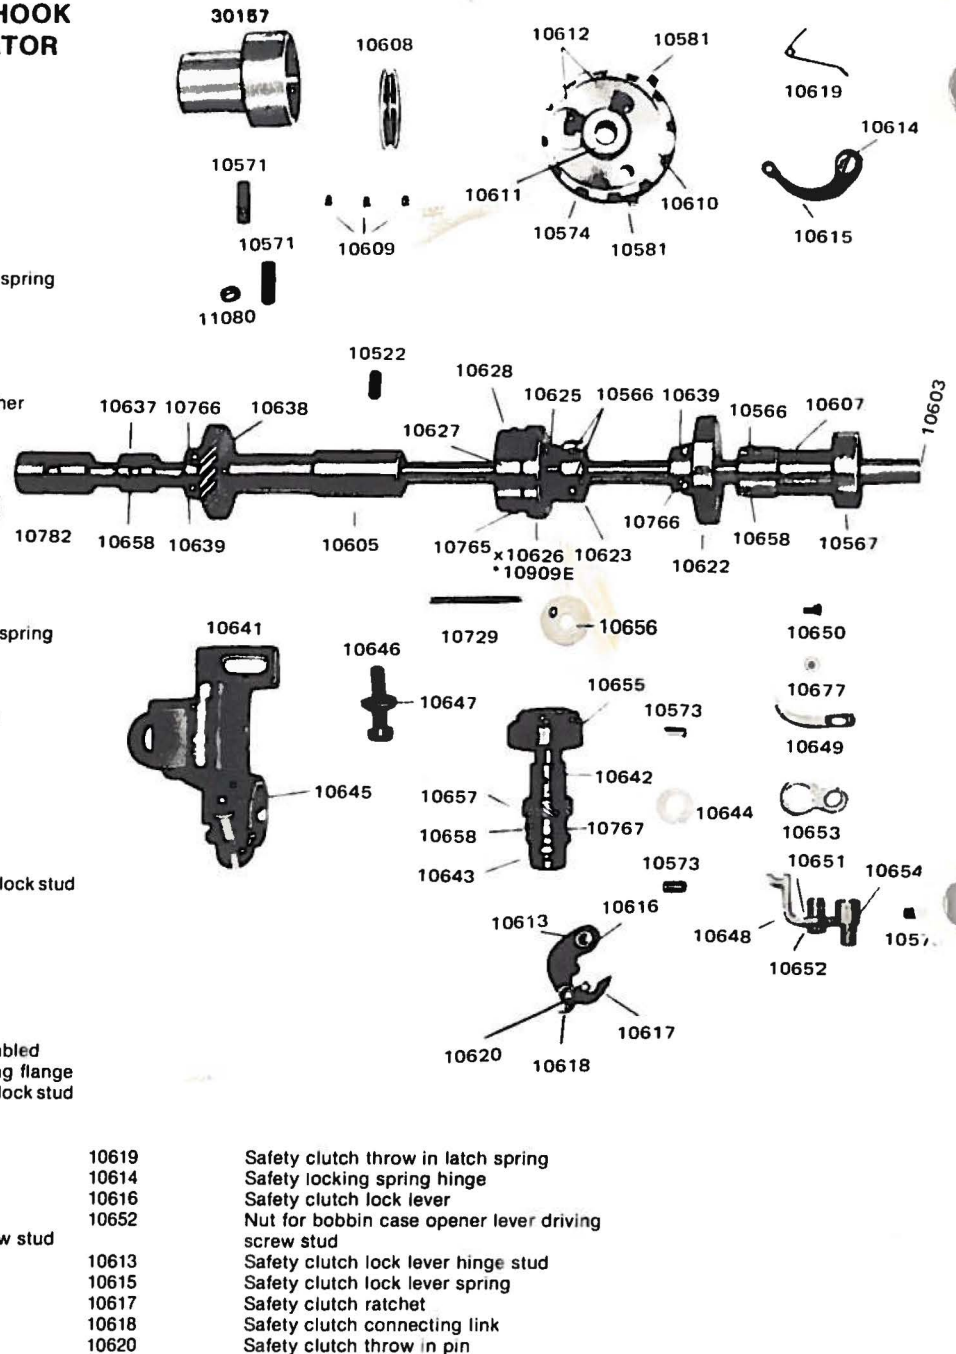 HOOK
30157
10608
10612
10581
10619
10614
10571
10611
10610
10609
10574
10581
10615
10571
spring
11080
10522
10628
10637 10766 10638
10625 10566 10639
10566 10607
10603
10627
10782 10658 10639 10605
10765 x10626 10623
*10909E
10766
10622
10658
10567
spring
10641
10646
10729
10656
10650
10647
10655
10573
10677
10649
10645
10657
10642
10644
10653
10658
10767
10643
10573
10651
10654
lock stud
10613
10616
10648
10652
10617
10620
10618
flange
lock stud
10619 Safety clutch throw in latch spring
10614 Safety locking spring hinge
10616 Safety clutch lock lever
10652 Nut for bobbin case opener lever driving
stud screw stud
10613 Safety clutch lock lever hinge stud
10615 Safety clutch lock lever spring
10617 Safety clutch ratchet
10618 Safety clutch connecting link
10620 Safety clutch throw in pin